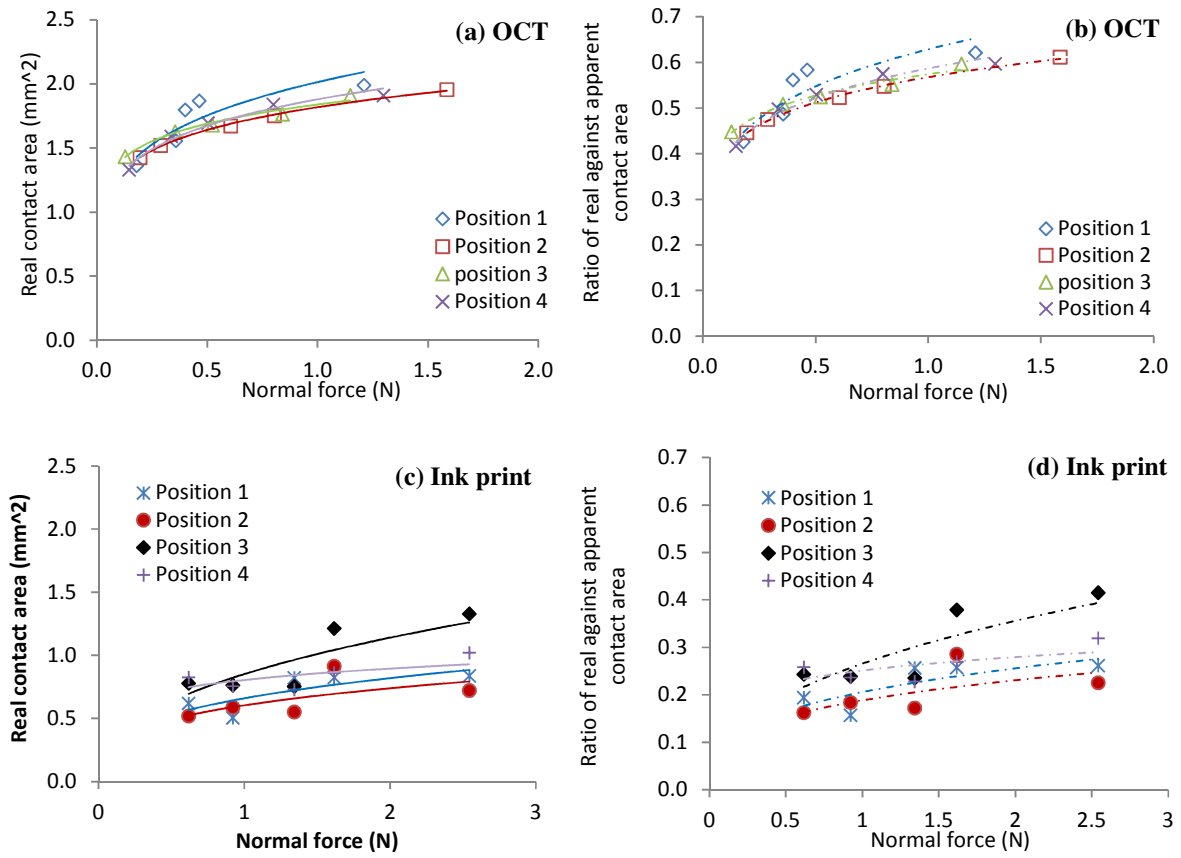 (a) OCT
Real contact area (mm^2)
2.5
2.0
1.5
1.0
0.5
0.0
0.0 0.5 1.0 1.5 2.0
Normal force (N)
Position 1
Position 2
position 3
Position 4
(b) OCT
Ratio of real against apparent
contact area
0.7
0.6
0.5
0.4
0.3
0.2
0.1
0.0
0.0 0.5 1.0 1.5 2.0
Normal force (N)
Position 1
Position 2
position 3
Position 4
(c) Ink print
Real contact area (mm^2)
2.5
2.0
1.5
1.0
0.5
0.0
0 1 2 3
Normal force (N)
Position 1
Position 2
Position 3
Position 4
(d) Ink print
Ratio of real against apparent
contact area
0.7
0.6
0.5
0.4
0.3
0.2
0.1
0.0
0 0.5 1 1.5 2 2.5 3
Normal force (N)
Position 1
Position 2
Position 3
Position 4